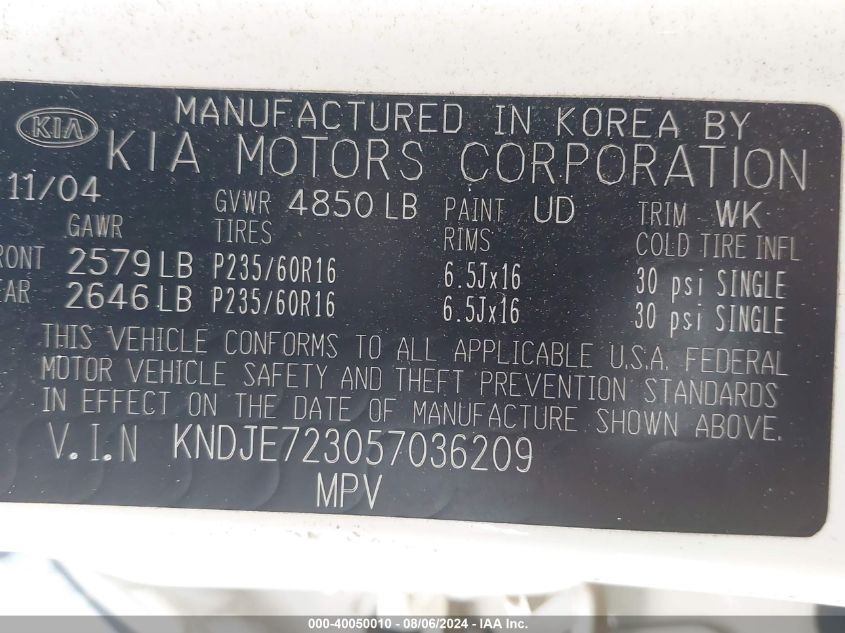 MANUFACTURED IN KOREA BY
KIA KIA MOTORS CORPORATION
11/04 GVWR 4850 LB PAINT UD TRIM WK
GAWR TIRES RIMS COLD TIRE INFL
RONT 2579 LB P235/60R16 6.5Jx16 30 psi SINGLE
AR 2646 LB P235/60R16 6.5Jx16 30 psi SINGLE
THIS VEHICLE CONFORMS TO ALL APPLICABLE U.S.A. FEDERAL
MOTOR VEHICLE SAFETY AND THEFT PREVENTION STANDARDS
IN EFFECT ON THE DATE OF MANUFACTURE SHOWN ABOVE.
V.I.N KNDJE723057036209
MPV
000-40050010 - 08/06/2024 - IAA Inc.